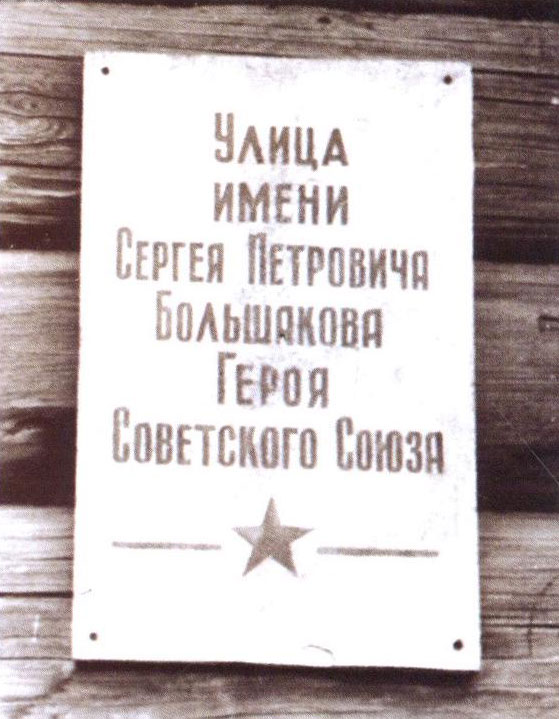 Улица
имени
Сергея Петровича
Большакова
Героя
Советского Союза